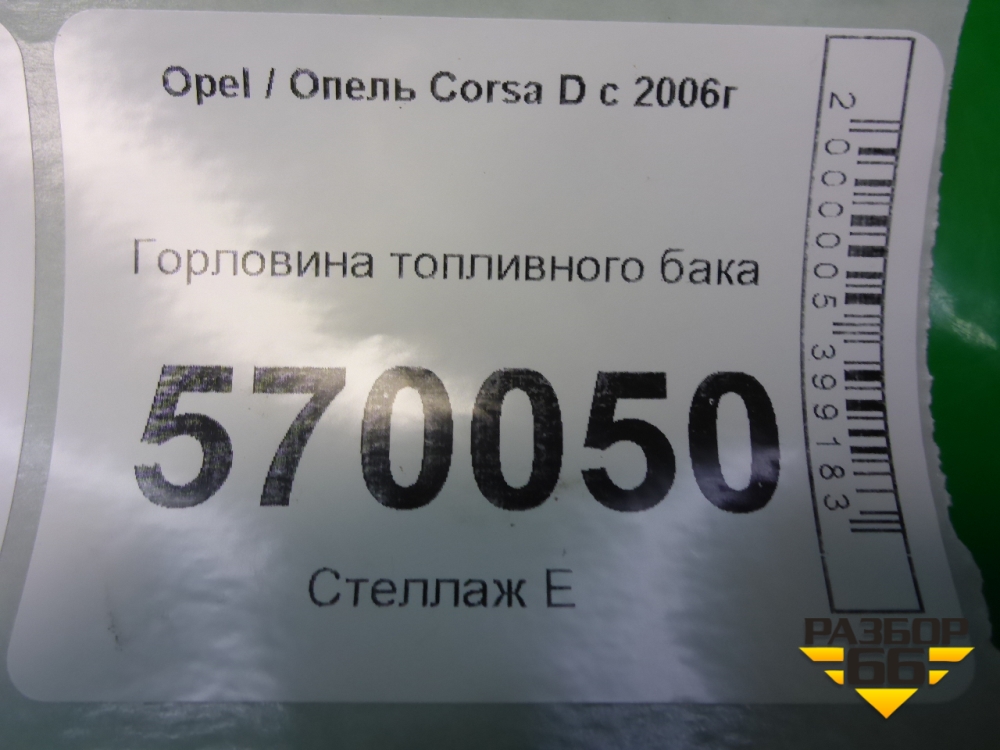 Opel / Опель Corsa D с 2006г
Горловина топливного бака
570050
Стеллаж Е
2000005399183
РАЗБОР
66